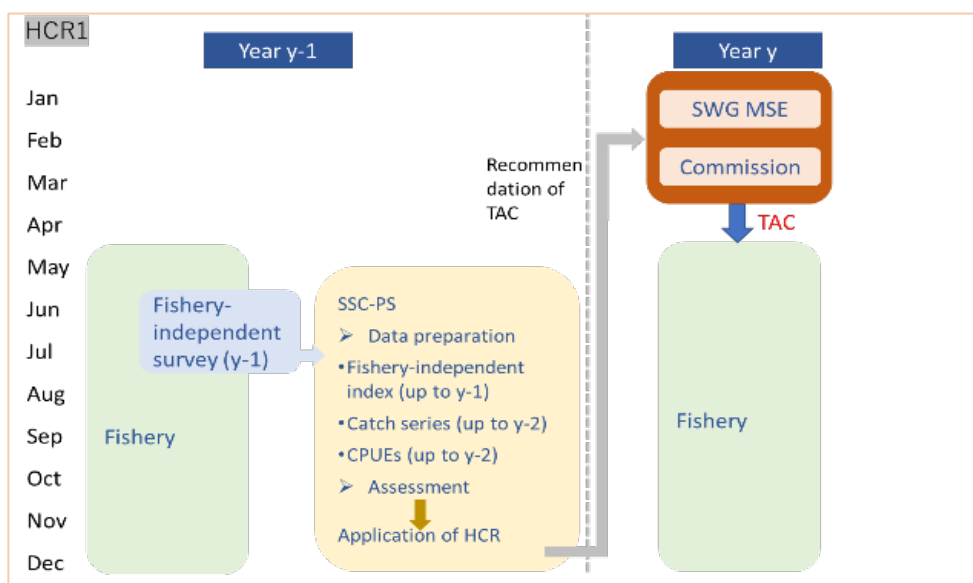 HCR1
Year y-1
Year y
Jan
Feb
Mar
Apr
May
Jun
Jul
Aug
Sep
Oct
Nov
Dec
Fishery
Fishery-
independent
survey (y-1)
SSC-PS
➢ Data preparation
•Fishery-independent
index (up to y-1)
•Catch series (up to y-2)
•CPUEs (up to y-2)
➢ Assessment
Application of HCR
Recommen
dation of
TAC
SWG MSE
Commission
TAC
Fishery